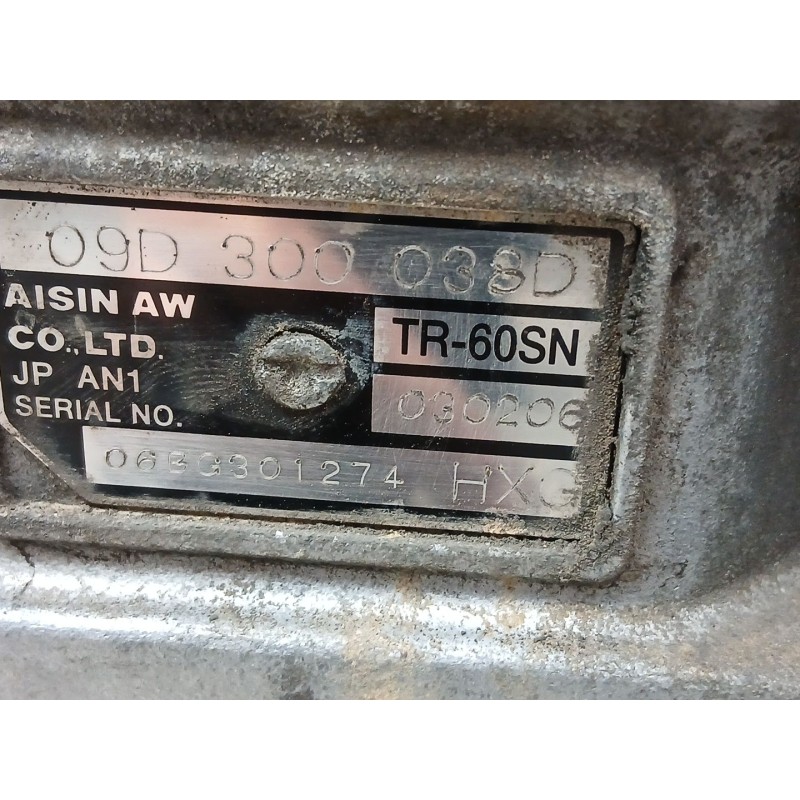 09D 300 038D
AISIN AW
CO.,LTD.
TR-60SN
JP AN1
030206
SERIAL NO.
06BG301274 HXG